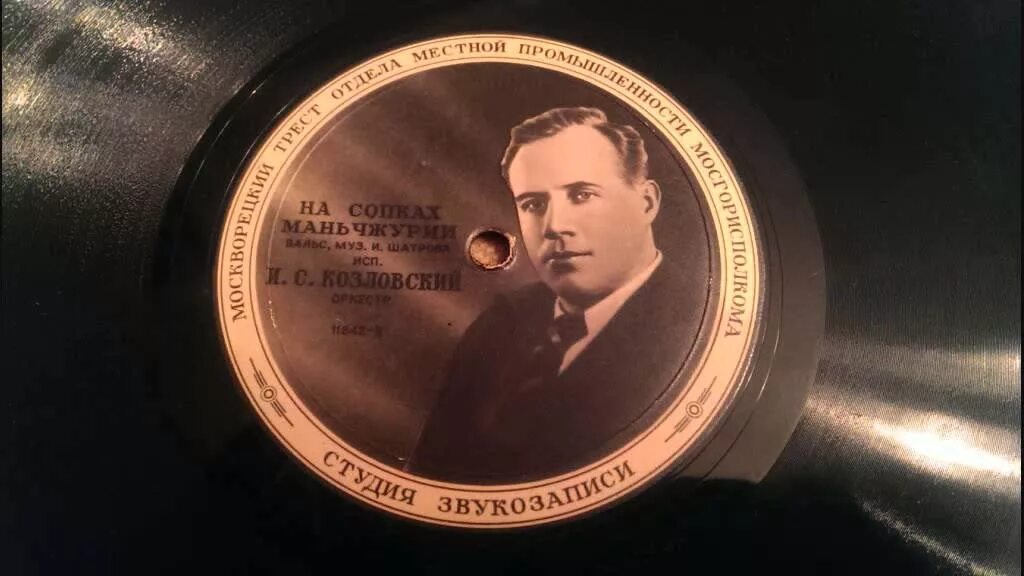 МОСКВОРЕЦКИЙ ТРЕСТ ОТДЕЛА МЕСТНОЙ ПРОМЫШЛЕННОСТИ МОСГОРИСПОЛКОМА
НА СОПКАХ
МАНЬЧЖУРИИ
ВАЛЬС, МУЗ. И. ШАТРОВА
ИСП.
И. С. КОЗЛОВСКИЙ
ОРКЕСТР
СТУДИЯ ЗВУКОЗАПИСИ